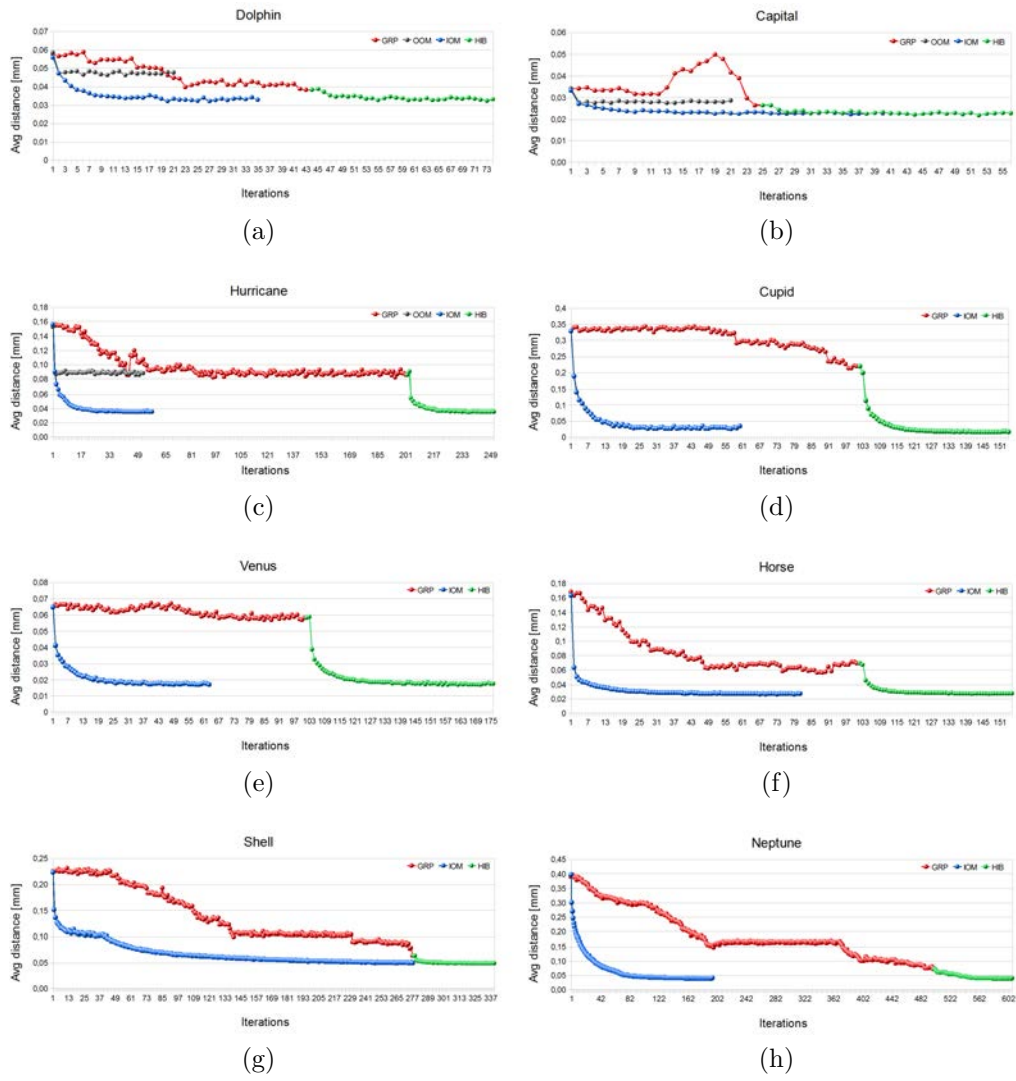 Dolphin
GRP OOM IOM HIB
Avg distance [mm]
0,07
0,06
0,05
0,04
0,03
0,02
0,01
0
1 3 5 7 9 11 13 15 17 19 21 23 25 27 29 31 33 35 37 39 41 43 45 47 49 51 53 55 57 59 61 63 65 67 69 71 73
Iterations
(a)
Capital
GRP OOM IOM HIB
Avg distance [mm]
0,06
0,05
0,04
0,03
0,02
0,01
0,00
1 3 5 7 9 11 13 15 17 19 21 23 25 27 29 31 33 35 37 39 41 43 45 47 49 51 53 55
Iterations
(b)
Hurricane
GRP OOM IOM HIB
Avg distance [mm]
0,18
0,16
0,14
0,12
0,10
0,08
0,06
0,04
0,02
0,00
1 17 33 49 65 81 97 105 121 137 153 169 185 201 217 233 249
Iterations
(c)
Cupid
GRP IOM HIB
Avg distance [mm]
0,4
0,35
0,3
0,25
0,2
0,15
0,1
0,05
0
1 7 13 19 25 31 37 43 49 55 61 67 73 79 85 91 97 103 109 115 121 127 133 139 145 151
Iterations
(d)
Venus
GRP IOM HIB
Avg distance [mm]
0,08
0,07
0,06
0,05
0,04
0,03
0,02
0,01
0
1 7 13 19 25 31 37 43 49 55 61 67 73 79 85 91 97 103 109 115 121 127 133 139 145 151 157 163 169 175
Iterations
(e)
Horse
GRP IOM HIB
Avg distance [mm]
0,18
0,16
0,14
0,12
0,10
0,08
0,06
0,04
0,02
0
1 7 13 19 25 31 37 43 49 55 61 67 73 79 85 91 97 103 109 115 121 127 133 139 145 151
Iterations
(f)
Shell
GRP IOM HIB
Avg distance [mm]
0,25
0,20
0,15
0,10
0,05
0,00
1 13 25 37 49 61 73 85 97 109 121 133 145 157 169 181 193 205 217 229 241 253 265 277 289 301 313 325 337
Iterations
(g)
Neptune
GRP IOM HIB
Avg distance [mm]
0,45
0,40
0,35
0,30
0,25
0,20
0,15
0,10
0,05
0,00
1 42 82 122 162 202 242 282 322 362 402 442 482 522 562 602
Iterations
(h)